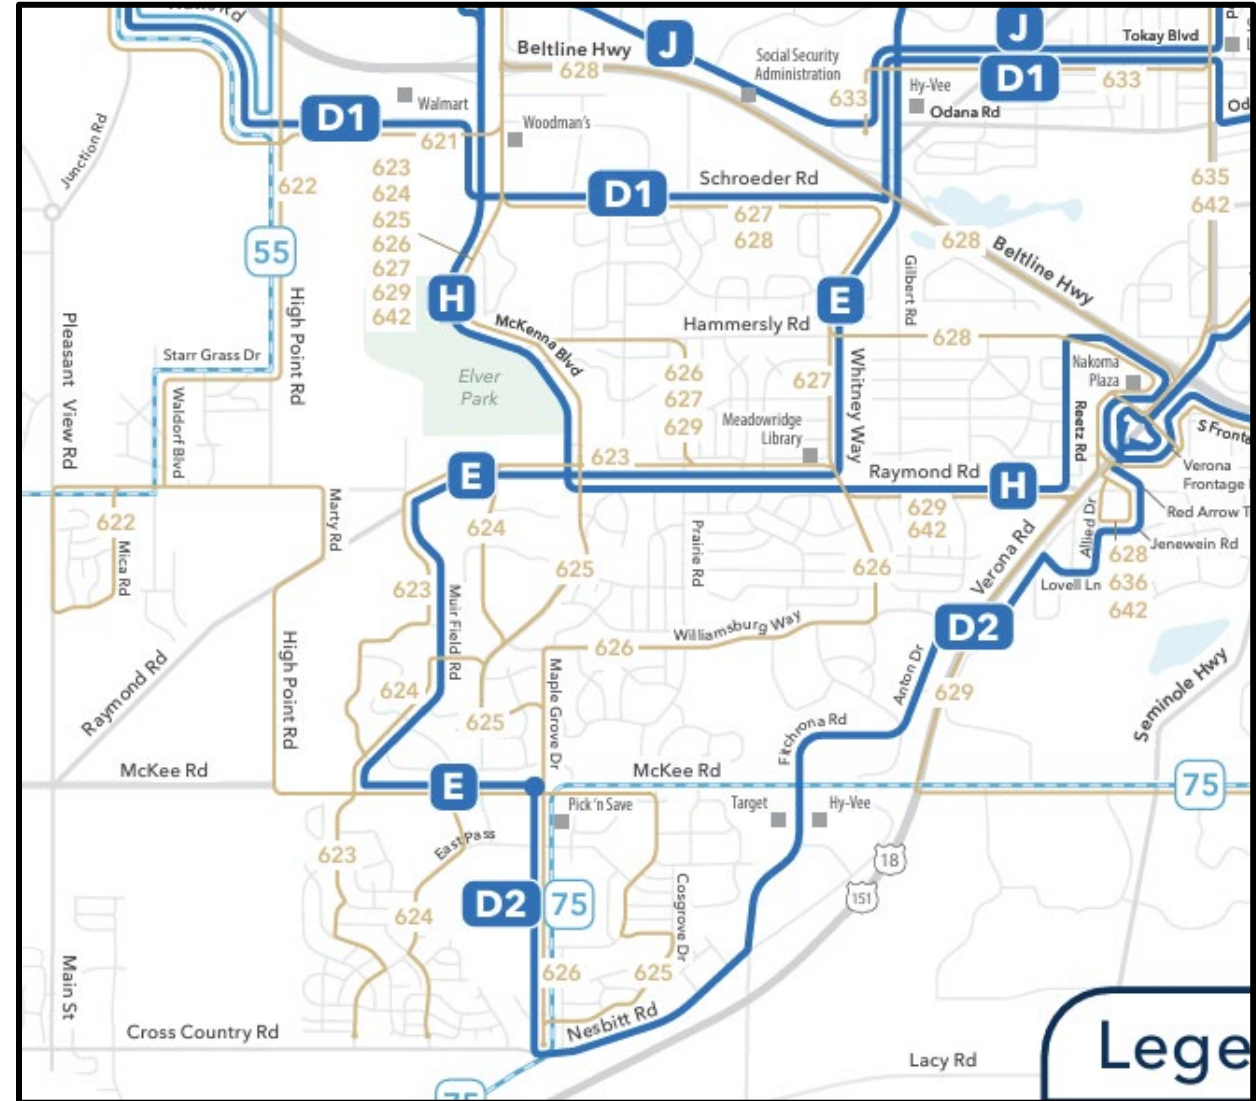 J
J
Beltline Hwy
628
Social Security
Administration
Tokay Blvd
D1
633
633
Hy-Vee
Odana Rd
Walmart
D1
621
Woodman's
Junction Rd
622
623
624
625
626
627
629
642
Schroeder Rd
D1
627
628
635
642
55
628
Beltline Hwy
Gilbert Rd
H
E
High Point Rd
Pleasant View Rd
McKenna Blvd
Hammersly Rd
628
Starr Grass Dr
Waldorf Blvd
Elver
Park
626
627
629
627
Whitney Way
Nakoma
Plaza
Reetz Rd
Meadowridge
Library
S Fronta
623
E
Raymond Rd
H
Verona
Frontage
629
642
Red Arrow T
Jenewein Rd
Allied Dr
628
636
642
Lovell Ln
Verona Rd
622
Mica Rd
Marty Rd
624
623
625
Prairie Rd
626
Muir Field Rd
Williamsburg Way
626
D2
Anton Dr
629
High Point Rd
Raymond Rd
624
625
Maple Grove Dr
Fitchrona Rd
Seminole Hwy
McKee Rd
E
McKee Rd
75
Pick 'n Save
Target
Hy-Vee
East Pass
623
624
D2
75
Cosgrove Dr
18
151
626
625
Main St
Nesbitt Rd
Cross Country Rd
Lacy Rd
75
Lege